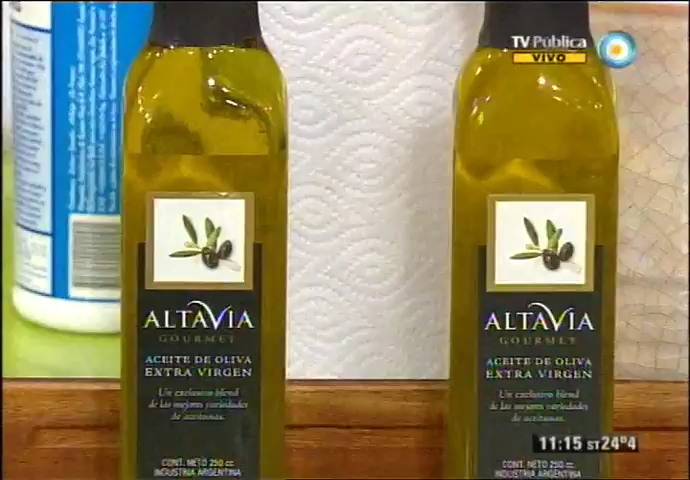 TV Pública
VIVO
ALTAVIA
GOURMET
ACEITE DE OLIVA
EXTRA VIRGEN
Un exclusivo blend
de las mejores variedades
de aceitunas.
CONT. NETO 250 cc.
INDUSTRIA ARGENTINA
ALTAVIA
GOURMET
ACEITE DE OLIVA
EXTRA VIRGEN
Un exclusivo blend
de las mejores variedades
de aceitunas.
CONT. NETO 250 cc.
INDUSTRIA ARGENTINA
11:15 ST 24°4